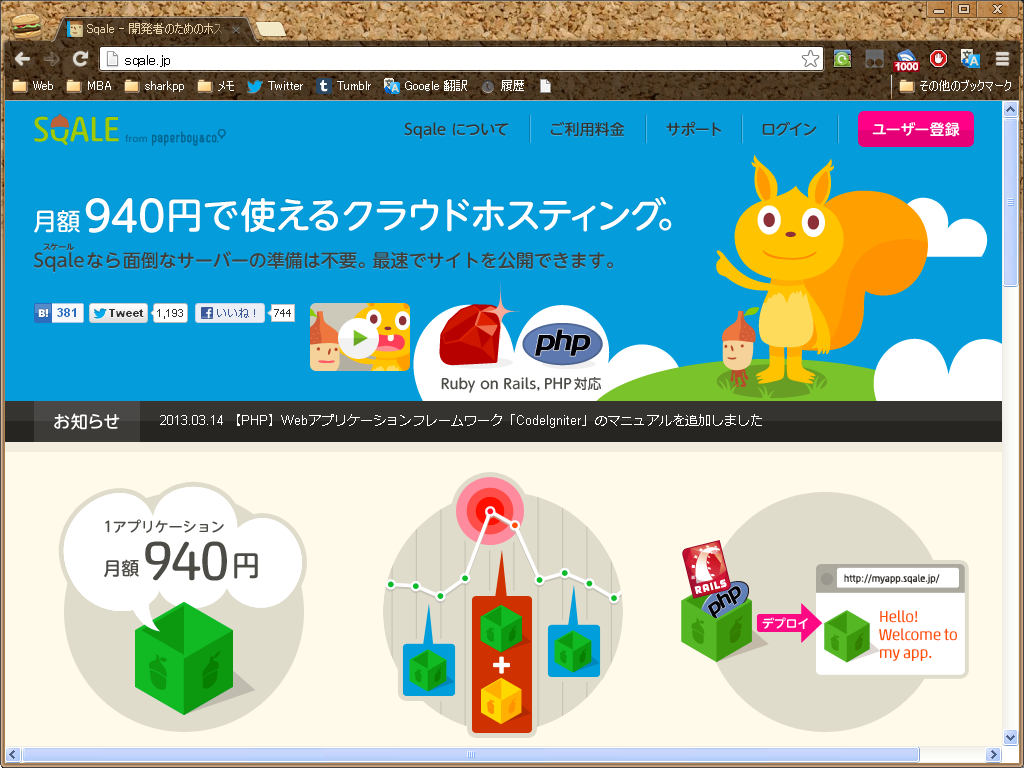 Sqale - 開発者のためのホス
sqale.jp
1000
Web
MBA
sharkpp
メモ
Twitter
Tumblr
Google 翻訳
履歴
その他のブックマーク
SQALE from paperboy&co.
Sqale について
ご利用料金
サポート
ログイン
ユーザー登録
月額940円で使えるクラウドホスティング。
スケール
Sqaleなら面倒なサーバーの準備は不要。最速でサイトを公開できます。
B! 381
Tweet 1,193
いいね！ 744
php
Ruby on Rails, PHP対応
お知らせ
2013.03.14 【PHP】Webアプリケーションフレームワーク「CodeIgniter」のマニュアルを追加しました
1アプリケーション
月額940円
+
RAILS
php
デプロイ
http://myapp.sqale.jp/
Hello!
Welcome to
my app.